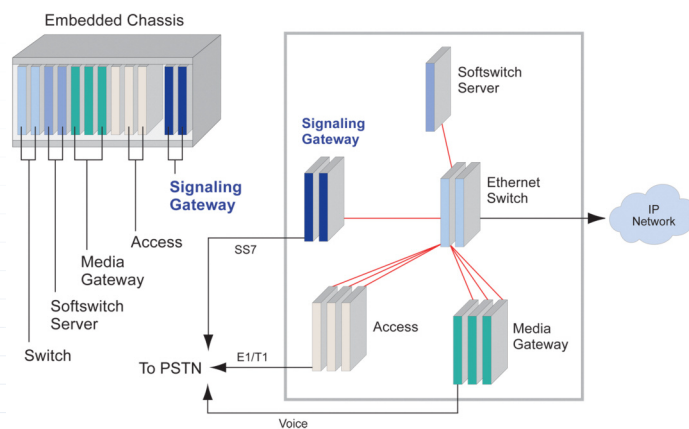 Embedded Chassis
Softswitch
Server
Signaling
Gateway
Ethernet
Switch
IP
Network
Signaling
Gateway
Access
SS7
Media
Gateway
Softswitch
Server
Switch
Access
Media
Gateway
To PSTN
E1/T1
Voice